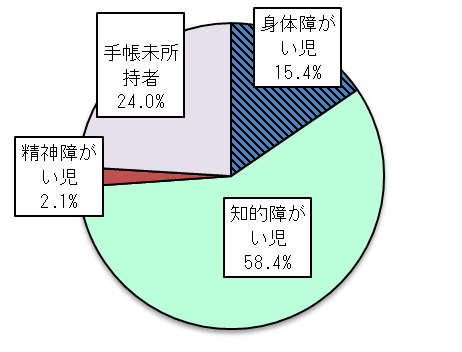 身体障が
い児
15.4%
知的障が
い児
58.4%
精神障が
い児
2.1%
手帳未所
持者
24.0%